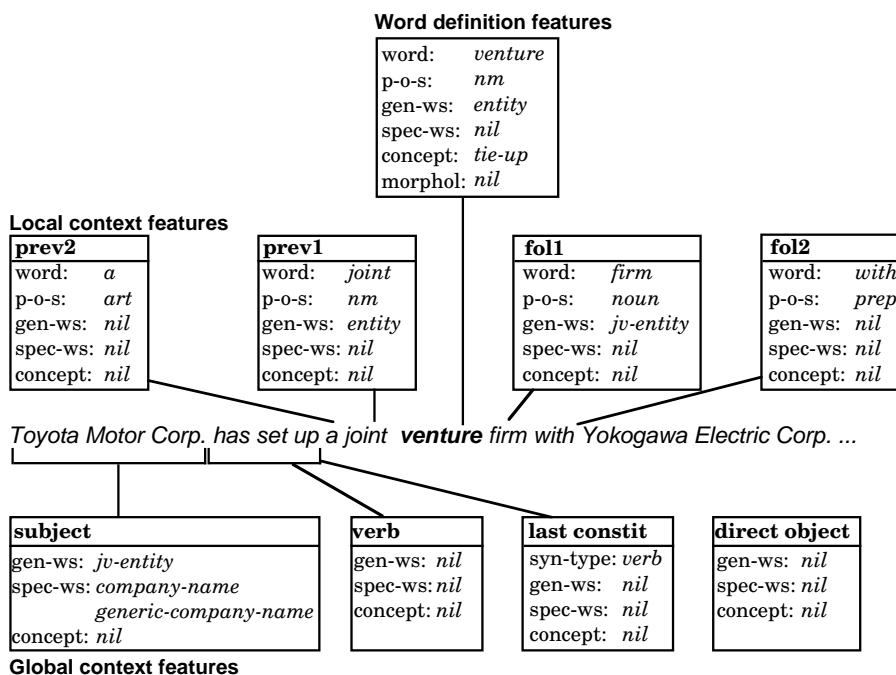 Word definition features
word: venture
p-o-s: nm
gen-ws: entity
spec-ws: nil
concept: tie-up
morphol: nil
Local context features
prev2
word: a
p-o-s: art
gen-ws: nil
spec-ws: nil
concept: nil
prev1
word: joint
p-o-s: nm
gen-ws: entity
spec-ws: nil
concept: nil
fol1
word: firm
p-o-s: noun
gen-ws: jv-entity
spec-ws: nil
concept: nil
fol2
word: with
p-o-s: prep
gen-ws: nil
spec-ws: nil
concept: nil
Toyota Motor Corp. has set up a joint venture firm with Yokogawa Electric Corp. ...
subject
gen-ws: jv-entity
spec-ws: company-name
generic-company-name
concept: nil
verb
gen-ws: nil
spec-ws: nil
concept: nil
last constit
syn-type: verb
gen-ws: nil
spec-ws: nil
concept: nil
direct object
gen-ws: nil
spec-ws: nil
concept: nil
Global context features